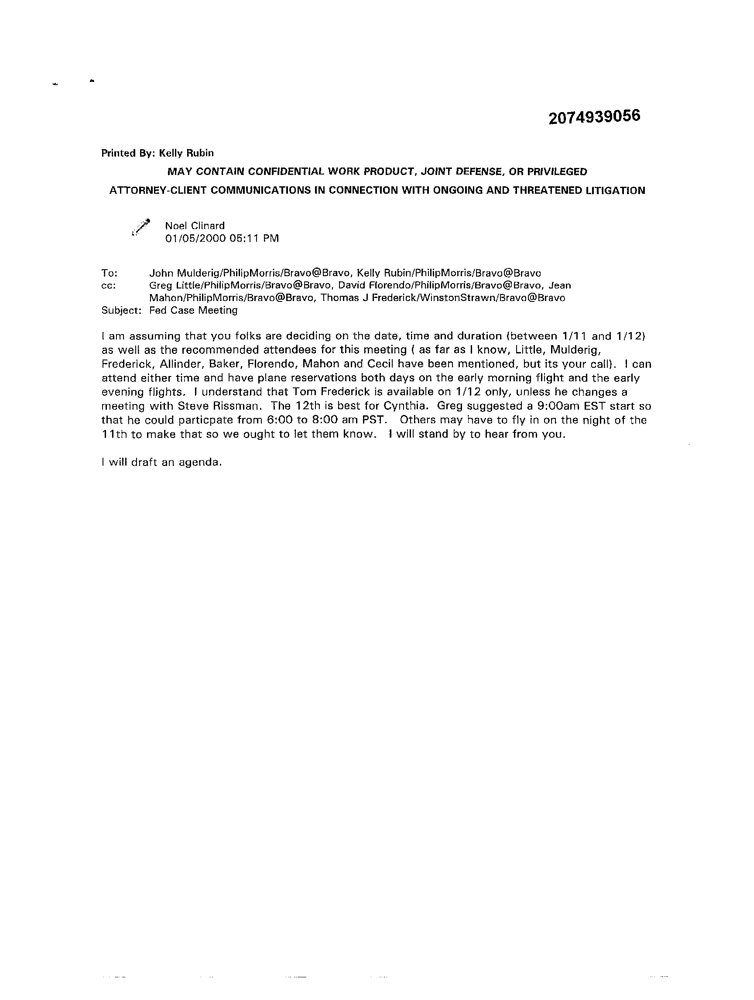 2074939056
Printed By: Kelly Rubin
MAY CONTAIN CONFIDENTIAL WORK PRODUCT, JOINT DEFENSE, OR PRIVILEGED
ATTORNEY-CLIENT COMMUNICATIONS IN CONNECTION WITH ONGOING AND THREATENED LITIGATION
Noel Clinard
01/05/2000 05:11 PM
To: John Mulderig/PhilipMorris/Bravo@Bravo, Kelly Rubin/PhilipMorris/Bravo@Bravo
cc: Greg Little/PhilipMorris/Bravo@Bravo, David Florendo/PhilipMorris/Bravo@Bravo, Jean
Mahon/PhilipMorris/Bravo@Bravo, Thomas J Frederick/WinstonStrawn/Bravo@Bravo
Subject: Fed Case Meeting
I am assuming that you folks are deciding on the date, time and duration (between 1/11 and 1/12)
as well as the recommended attendees for this meeting ( as far as I know, Little, Mulderig,
Frederick, Allinder, Baker, Florendo, Mahon and Cecil have been mentioned, but its your call). I can
attend either time and have plane reservations both days on the early morning flight and the early
evening flights. I understand that Tom Frederick is available on 1/12 only, unless he changes a
meeting with Steve Rissman. The 12th is best for Cynthia. Greg suggested a 9:00am EST start so
that he could particpate from 6:00 to 8:00 am PST. Others may have to fly in on the night of the
11th to make that so we ought to let them know. I will stand by to hear from you.
I will draft an agenda.